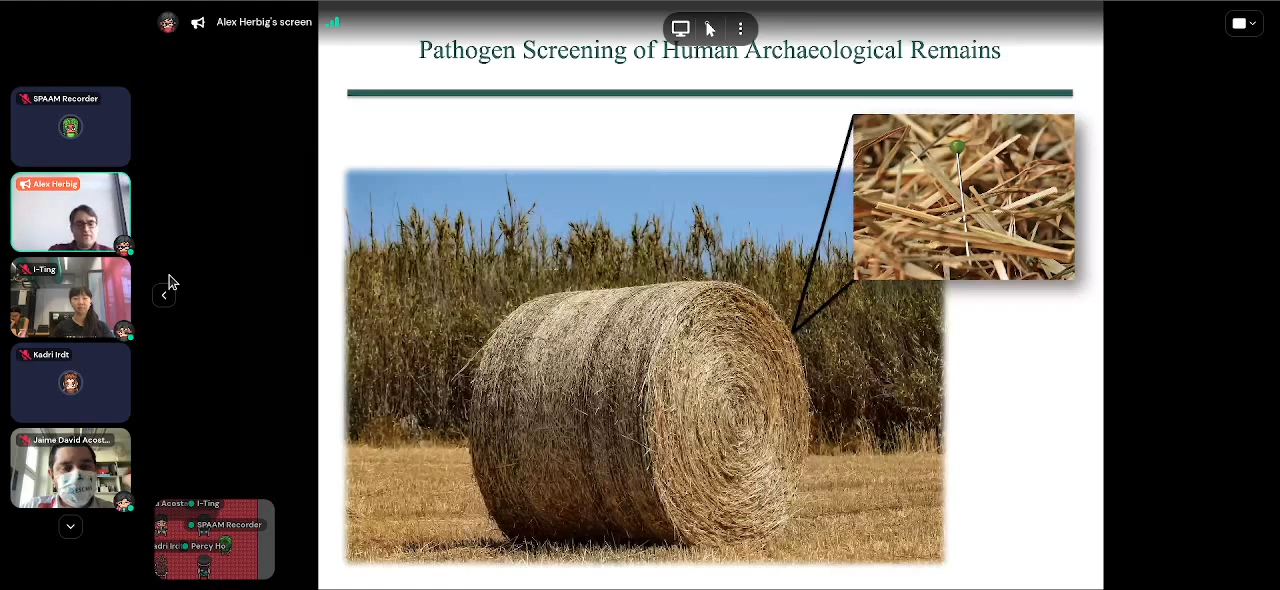 Alex Herbig's screen
Pathogen Screening of Human Archaeological Remains
SPAAM Recorder
Alex Herbig
I-Ting
Kadri Irdt
Jaime David Acost...
I-Ting
SPAAM Recorder
Percy Ho